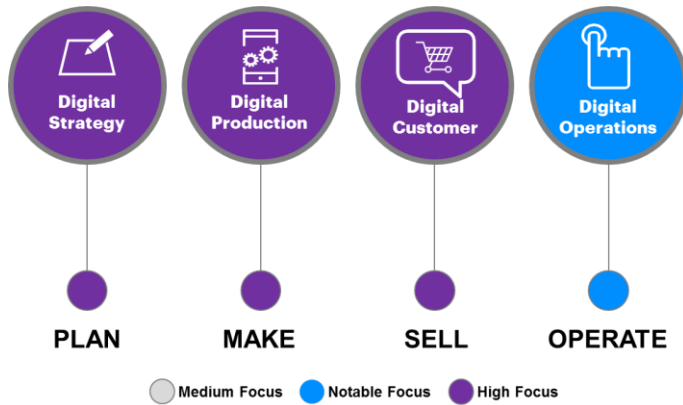 Digital
Strategy
Digital
Production
Digital
Customer
Digital
Operations
PLAN
MAKE
SELL
OPERATE
Medium Focus
Notable Focus
High Focus